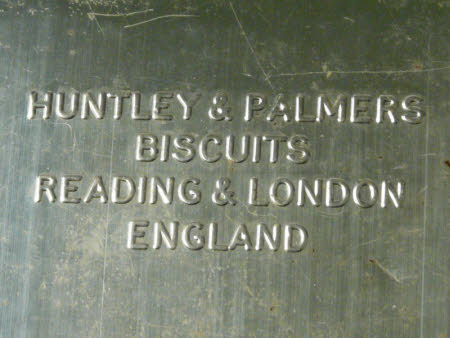 HUNTLEY & PALMERS
BISCUITS
READING & LONDON
ENGLAND